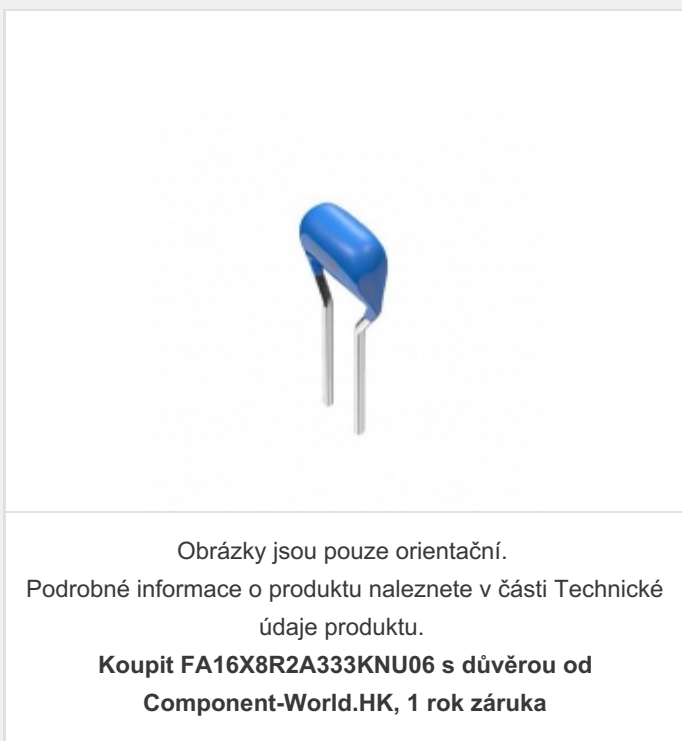 Obrázky jsou pouze orientační.
Podrobné informace o produktu naleznete v části Technické
údaje produktu.
Koupit FA16X8R2A333KNU06 s důvěrou od
Component-World.HK, 1 rok záruka